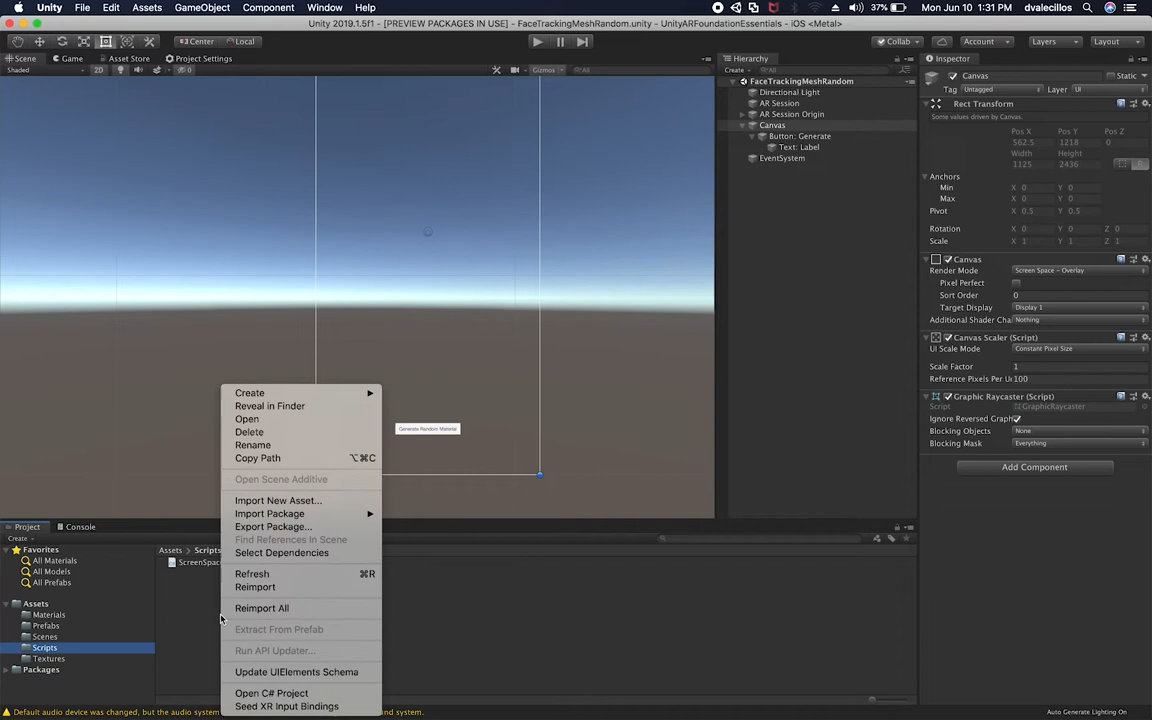 Unity File Edit Assets GameObject Component Window Help 37% Mon Jun 10 1:31 PM dvalecillos
Unity 2019.1.5f1 - [PREVIEW PACKAGES IN USE] - FaceTrackingMeshRandom.unity - UnityARFoundationEssentials - iOS <Metal>
Center Local Collab Account Layers Layout
Scene Game Asset Store Project Settings
Shaded 2D 0 Gizmos All
Hierarchy
Create All
FaceTrackingMeshRandom
Directional Light
AR Session
AR Session Origin
Canvas
Button: Generate
Text: Label
EventSystem
Inspector
Canvas Static
Tag Untagged Layer UI
Rect Transform
Some values driven by Canvas.
Pos X Pos Y Pos Z
562.5 1218 0
Width Height
1125 2436 R
Anchors
Min X 0 Y 0
Max X 0 Y 0
Pivot X 0.5 Y 0.5
Rotation X 0 Y 0 Z 0
Scale X 1 Y 1 Z 1
Canvas
Render Mode Screen Space - Overlay
Pixel Perfect
Sort Order 0
Target Display Display 1
Additional Shader Cha Nothing
Canvas Scaler (Script)
UI Scale Mode Constant Pixel Size
Scale Factor 1
Reference Pixels Per U 100
Graphic Raycaster (Script)
Script GraphicRaycaster
Ignore Reversed Graph
Blocking Objects None
Blocking Mask Everything
Add Component
Generate Random Material
Create
Reveal in Finder
Open
Delete
Rename
Copy Path ⌥⌘C
Open Scene Additive
Import New Asset...
Import Package
Export Package...
Find References In Scene
Select Dependencies
Refresh ⌘R
Reimport
Reimport All
Extract From Prefab
Run API Updater...
Update UIElements Schema
Open C# Project
Seed XR Input Bindings
Project Console
Create
Favorites
All Materials
All Models
All Prefabs
Assets
Materials
Prefabs
Scenes
Scripts
Textures
Packages
Assets Scripts
ScreenSpac
Default audio device was changed, but the audio system und system.
Auto Generate Lighting On